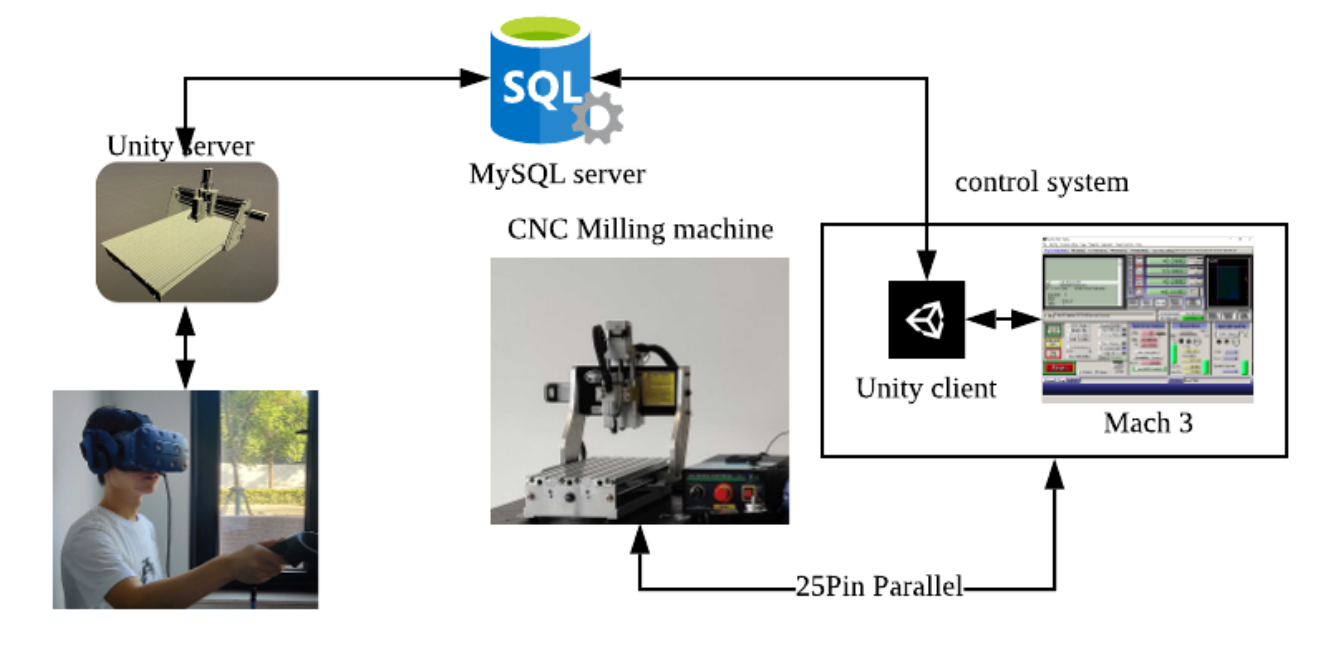 SQL
Unity server
MySQL server
control system
CNC Milling machine
Unity client
Mach 3
25Pin Parallel